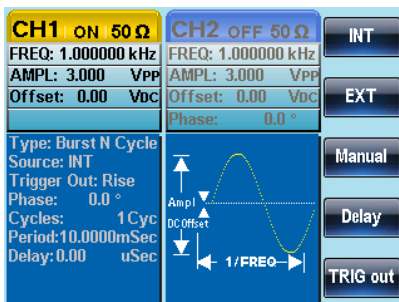 CH1 ON 50 Ω
FREQ: 1.000000 kHz
AMPL: 3.000 VPP
Offset: 0.00 VDC
CH2 OFF 50 Ω
FREQ: 1.000000 kHz
AMPL: 3.000 VPP
Offset: 0.00 VDC
Phase: 0.0 °
Type: Burst N Cycle
Source: INT
Trigger Out: Rise
Phase: 0.0 °
Cycles: 1 Cyc
Period:10.0000mSec
Delay:0.00 uSec
Ampl
DC Offset
1/FREQ
INT
EXT
Manual
Delay
TRIG out